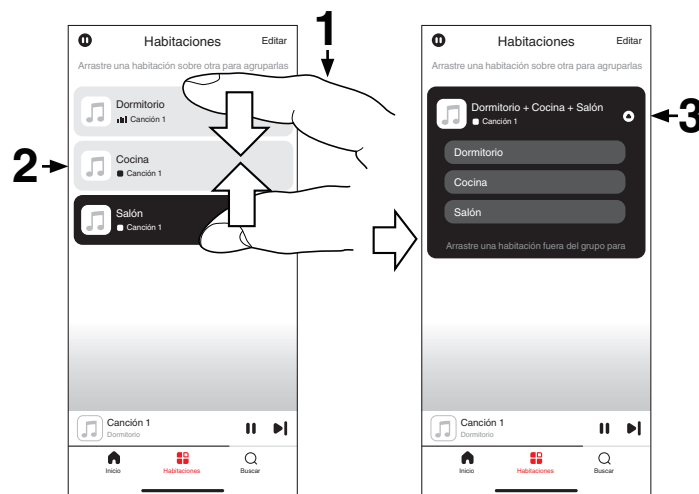 1
Habitaciones
Editar
Arrastre una habitación sobre otra para agruparlas
Dormitorio
Canción 1
2
Cocina
Canción 1
Salón
Canción 1
Canción 1
Dormitorio
Inicio
Habitaciones
Buscar
Habitaciones
Editar
Arrastre una habitación sobre otra para agruparlas
Dormitorio + Cocina + Salón
Canción 1
3
Dormitorio
Cocina
Salón
Arrastre una habitación fuera del grupo para
Canción 1
Dormitorio
Inicio
Habitaciones
Buscar